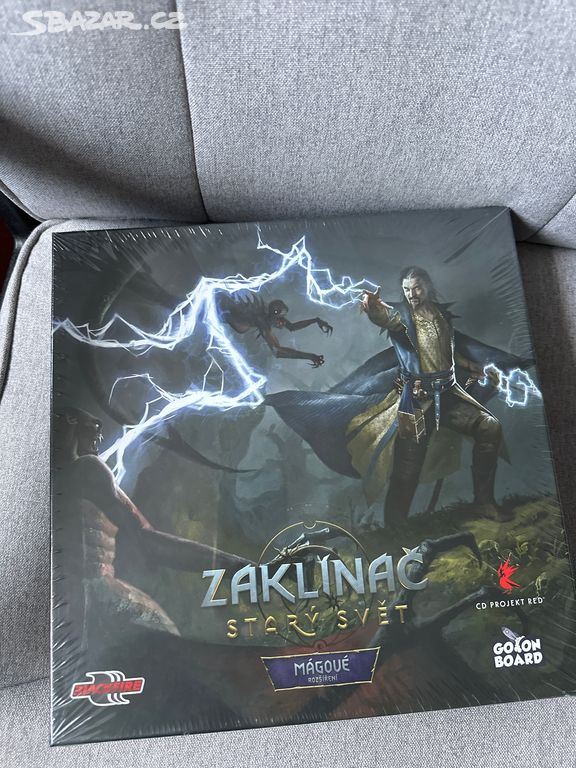 SBAZAR.CZ
ZAKLÍNAČ
STARÝ SVĚT
MÁGOVÉ
ROZŠÍŘENÍ
CD PROJEKT RED
GO ON
BOARD
BLACKFIRE